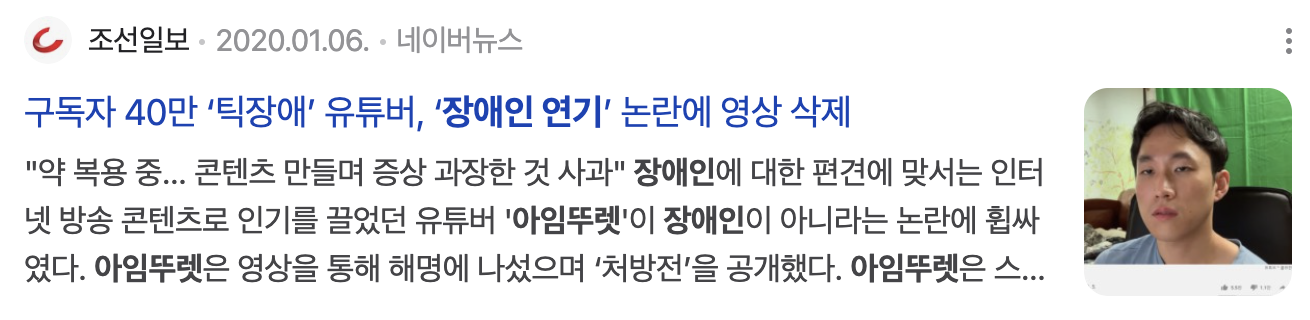 조선일보 · 2020.01.06. · 네이버뉴스
구독자 40만 ‘틱장애’ 유튜버, ‘장애인 연기’ 논란에 영상 삭제
"약 복용 중... 콘텐츠 만들며 증상 과장한 것 사과" 장애인에 대한 편견에 맞서는 인터
넷 방송 콘텐츠로 인기를 끌었던 유튜버 '아임뚜렛'이 장애인이 아니라는 논란에 휩싸
였다. 아임뚜렛은 영상을 통해 해명에 나섰으며 ‘처방전’을 공개했다. 아임뚜렛은 스...